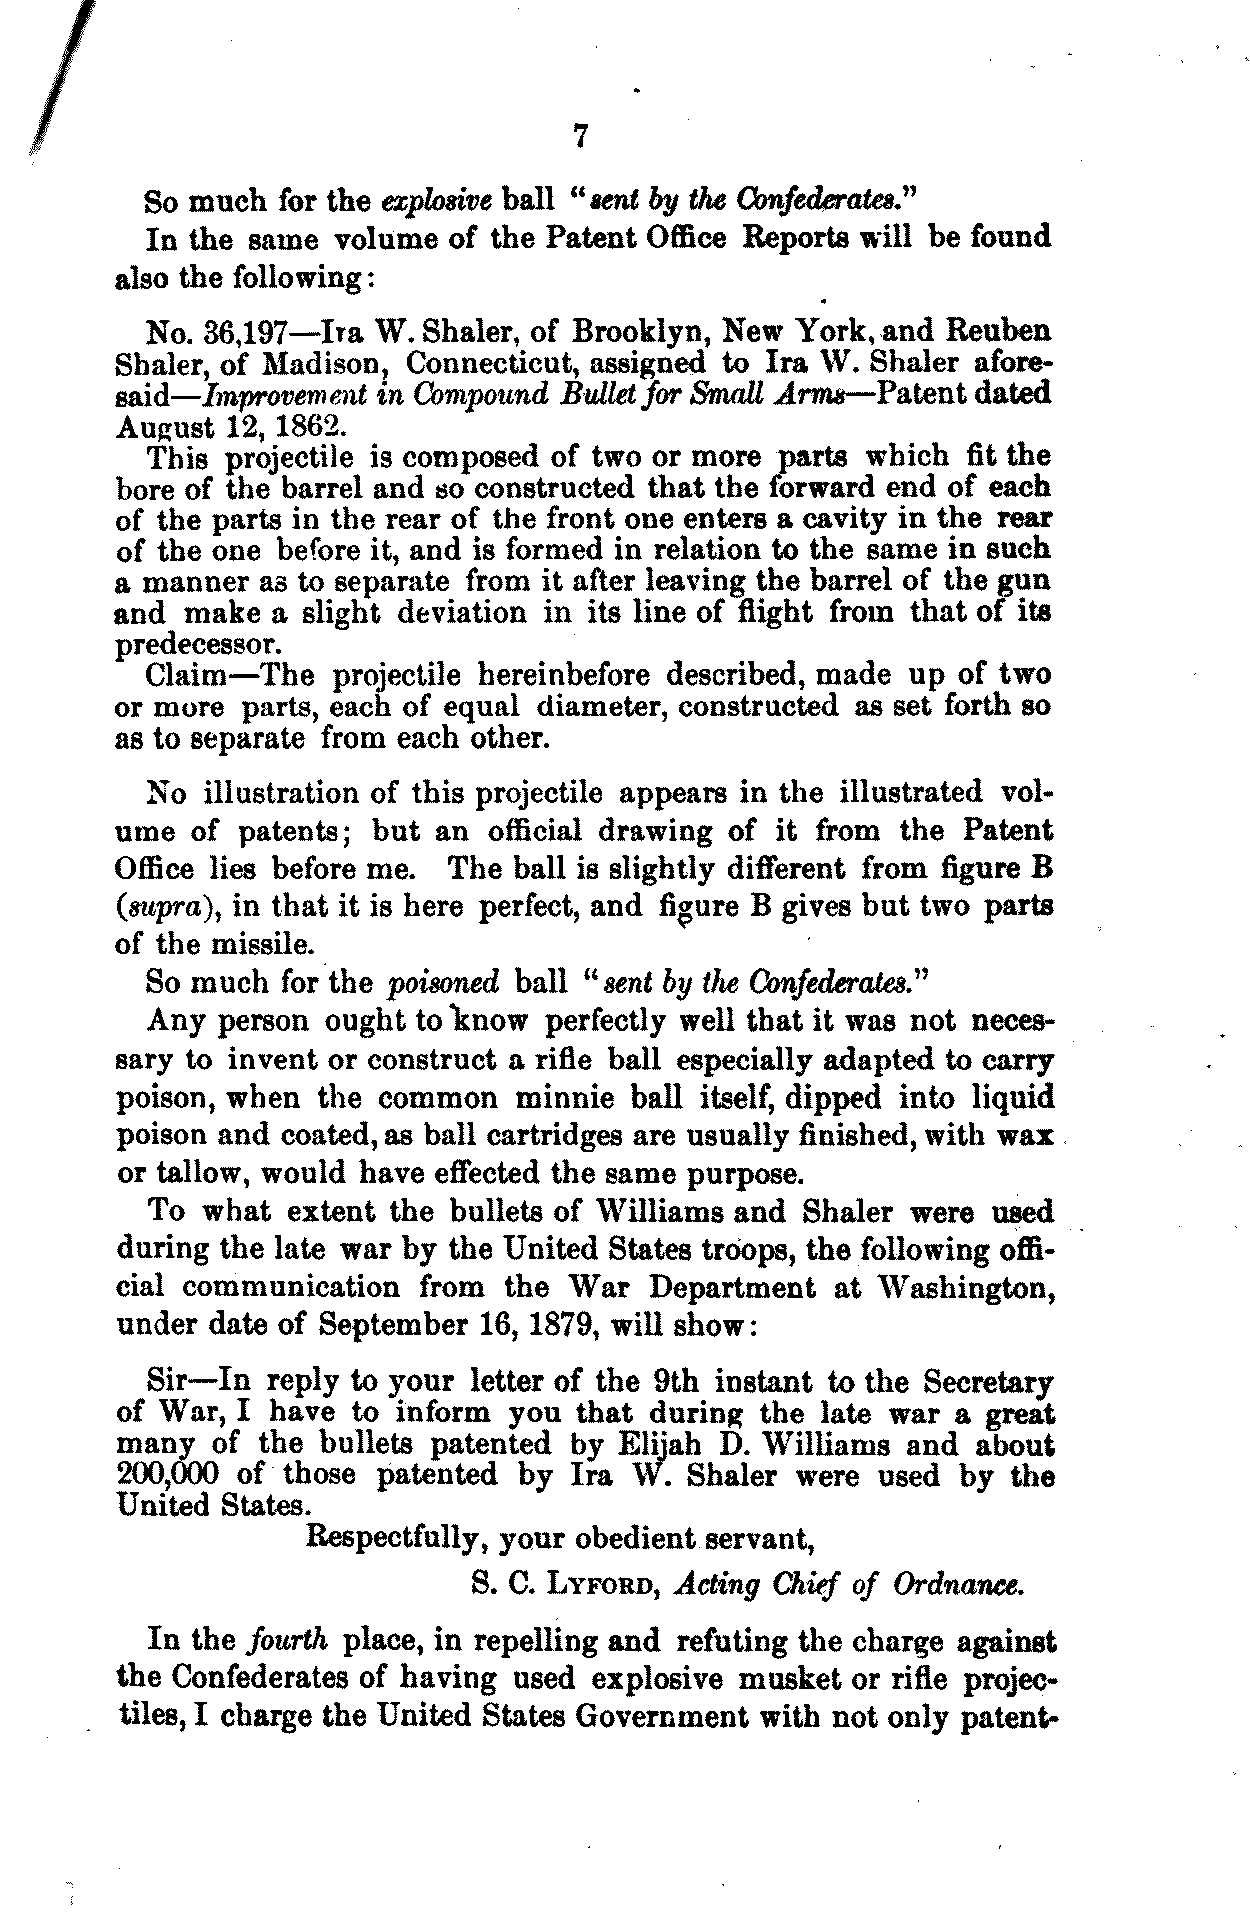 7
So much for the explosive ball "sent by the Confederates."
In the same volume of the Patent Office Reports will be found
also the following:
No. 36,197—Ira W. Shaler, of Brooklyn, New York, and Reuben
Shaler, of Madison, Connecticut, assigned to Ira W. Shaler afore-
said—Improvement in Compound Bullet for Small Arms—Patent dated
August 12, 1862.
This projectile is composed of two or more parts which fit the
bore of the barrel and so constructed that the forward end of each
of the parts in the rear of the front one enters a cavity in the rear
of the one before it, and is formed in relation to the same in such
a manner as to separate from it after leaving the barrel of the gun
and make a slight deviation in its line of flight from that of its
predecessor.
Claim—The projectile hereinbefore described, made up of two
or more parts, each of equal diameter, constructed as set forth so
as to separate from each other.
No illustration of this projectile appears in the illustrated vol-
ume of patents; but an official drawing of it from the Patent
Office lies before me. The ball is slightly different from figure B
(supra), in that it is here perfect, and figure B gives but two parts
of the missile.
So much for the poisoned ball "sent by the Confederates."
Any person ought to know perfectly well that it was not neces-
sary to invent or construct a rifle ball especially adapted to carry
poison, when the common minnie ball itself, dipped into liquid
poison and coated, as ball cartridges are usually finished, with wax
or tallow, would have effected the same purpose.
To what extent the bullets of Williams and Shaler were used
during the late war by the United States troops, the following offi-
cial communication from the War Department at Washington,
under date of September 16, 1879, will show:
Sir—In reply to your letter of the 9th instant to the Secretary
of War, I have to inform you that during the late war a great
many of the bullets patented by Elijah D. Williams and about
200,000 of those patented by Ira W. Shaler were used by the
United States.
Respectfully, your obedient servant,
S. C. LYFORD, Acting Chief of Ordnance.
In the fourth place, in repelling and refuting the charge against
the Confederates of having used explosive musket or rifle projec-
tiles, I charge the United States Government with not only patent-